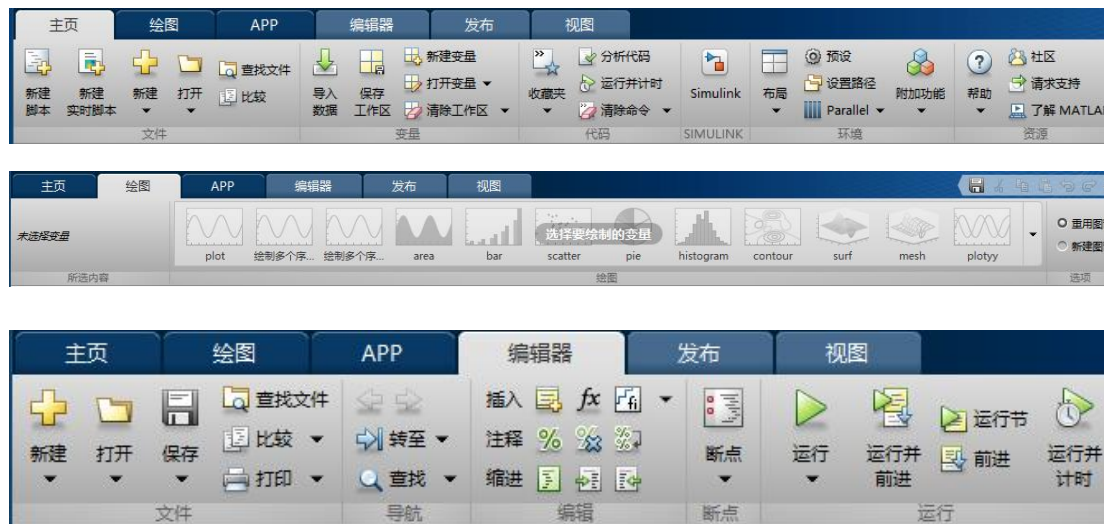 主页 绘图 APP 编辑器 发布 视图
新建脚本 新建实时脚本 新建 打开 查找文件 比较 导入数据 保存工作区 新建变量 打开变量 清除工作区 收藏夹 分析代码 运行并计时 清除命令 Simulink 布局 预设 设置路径 Parallel 附加功能 帮助 社区 请求支持 了解 MATLA
文件 变量 代码 SIMULINK 环境 资源
主页 绘图 APP 编辑器 发布 视图
未选择变量 选择要绘制的变量 重用图
plot 绘制多个序... 绘制多个序... area bar scatter pie histogram contour surf mesh plotyy 新建图
所选内容 绘图 选项
主页 绘图 APP 编辑器 发布 视图
新建 打开 保存 查找文件 比较 打印 转至 查找 插入 fx fi 注释 缩进 断点 运行 运行并前进 运行节 前进 运行并计时
文件 导航 编辑 断点 运行